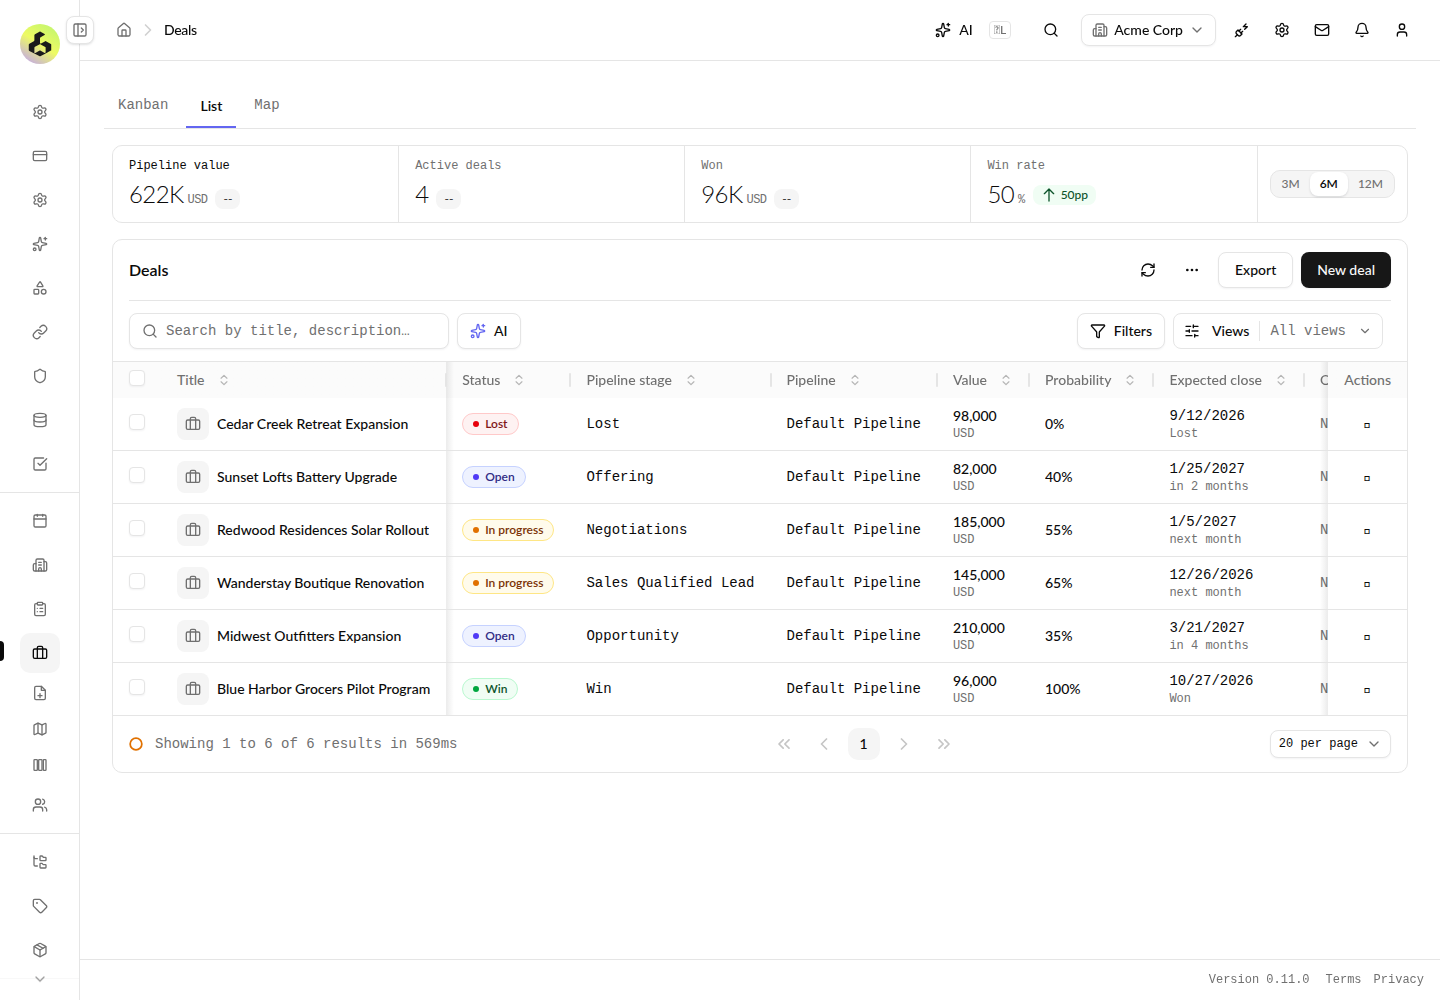 Deals
AI
L
Acme Corp
Kanban
List
Map
Pipeline value
622K USD --
Active deals
4 --
Won
96K USD --
Win rate
50 % 50pp
3M 6M 12M
Deals
Export
New deal
Search by title, description…
AI
Filters
Views All views
Title Status Pipeline stage Pipeline Value Probability Expected close Actions
Cedar Creek Retreat Expansion Lost Lost Default Pipeline 98,000 USD 0% 9/12/2026 Lost N
Sunset Lofts Battery Upgrade Open Offering Default Pipeline 82,000 USD 40% 1/25/2027 in 2 months N
Redwood Residences Solar Rollout In progress Negotiations Default Pipeline 185,000 USD 55% 1/5/2027 next month N
Wanderstay Boutique Renovation In progress Sales Qualified Lead Default Pipeline 145,000 USD 65% 12/26/2026 next month N
Midwest Outfitters Expansion Open Opportunity Default Pipeline 210,000 USD 35% 3/21/2027 in 4 months N
Blue Harbor Grocers Pilot Program Win Win Default Pipeline 96,000 USD 100% 10/27/2026 Won N
Showing 1 to 6 of 6 results in 569ms
1
20 per page
Version 0.11.0 Terms Privacy